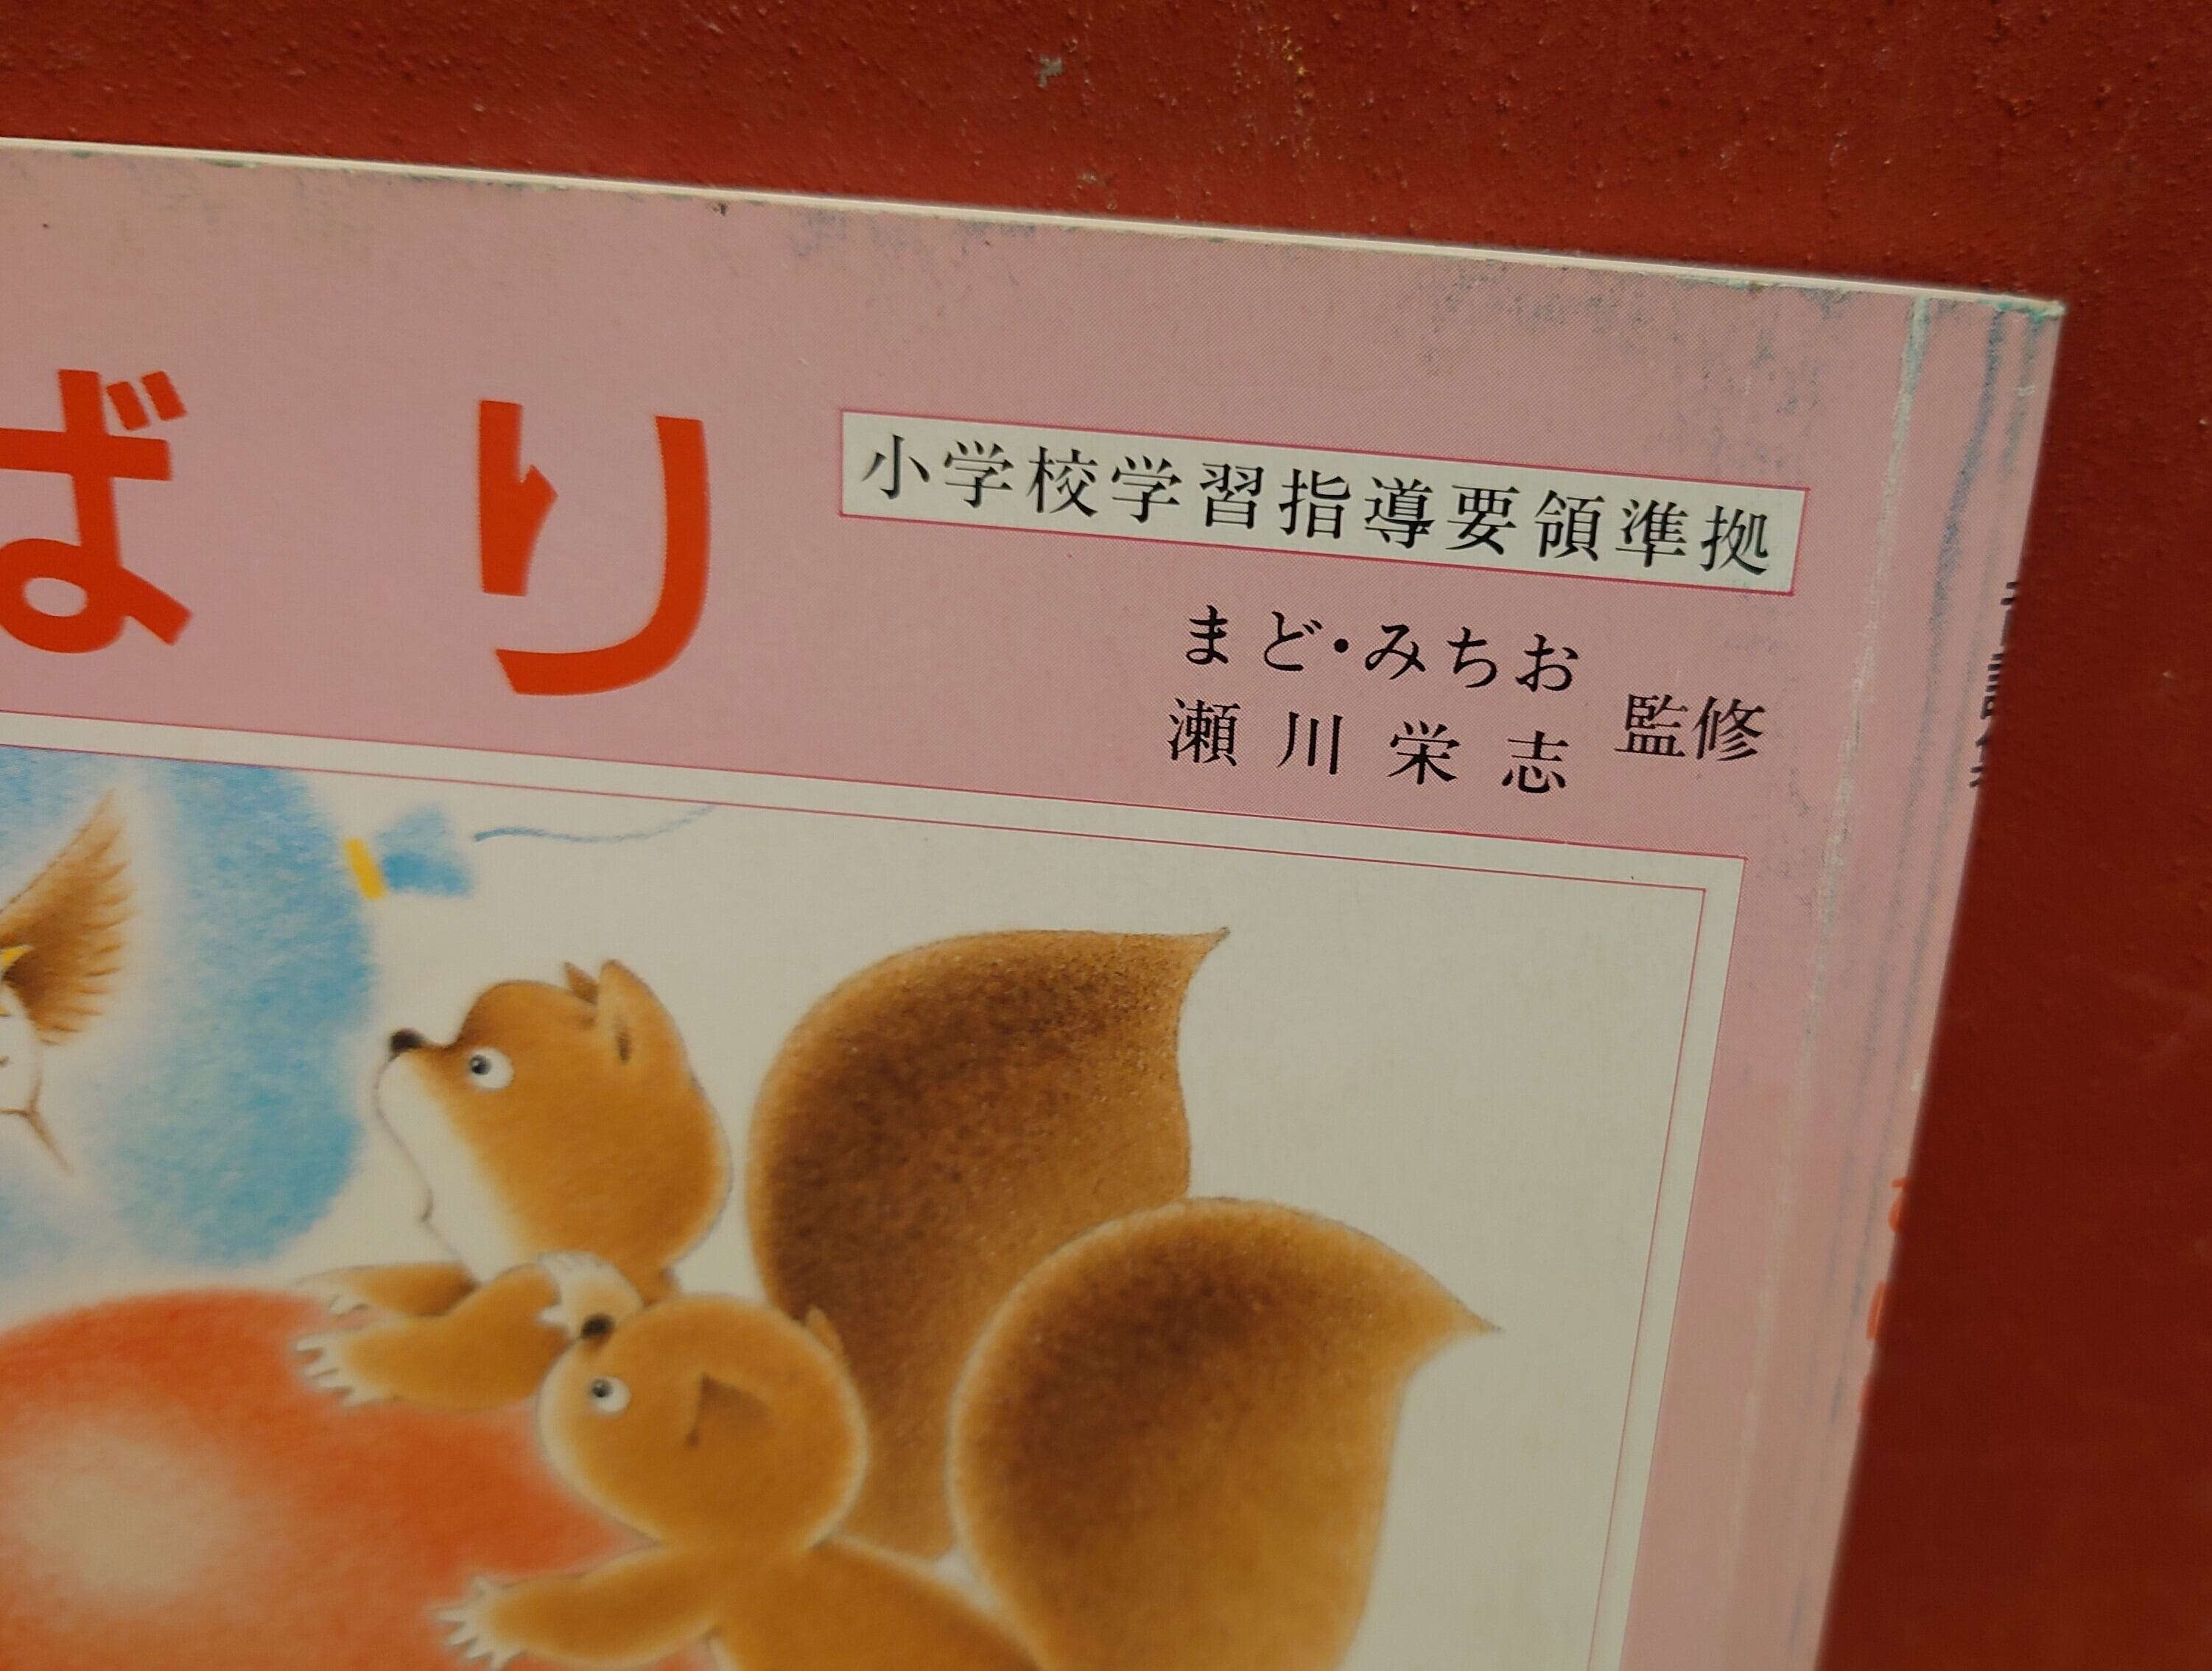 ばり
小学校学習指導要領準拠
まど・みちお
瀬川栄志
監修